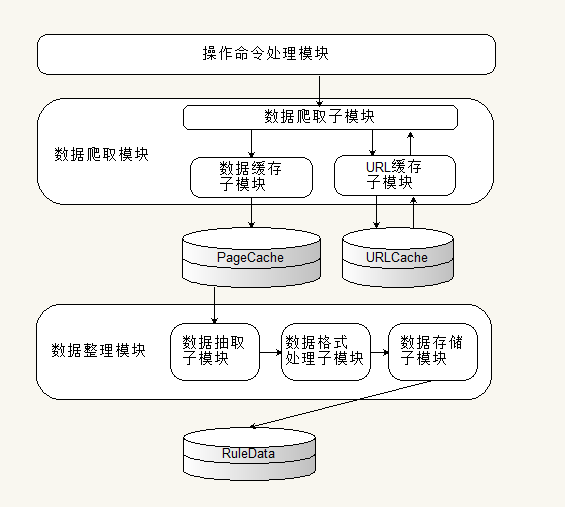 操作命令处理模块
数据爬取子模块
数据爬取模块
数据缓存
子模块
URL缓存
子模块
PageCache
URLCache
数据整理模块
数据抽取
子模块
数据格式
处理子模块
数据存储
子模块
RuleData